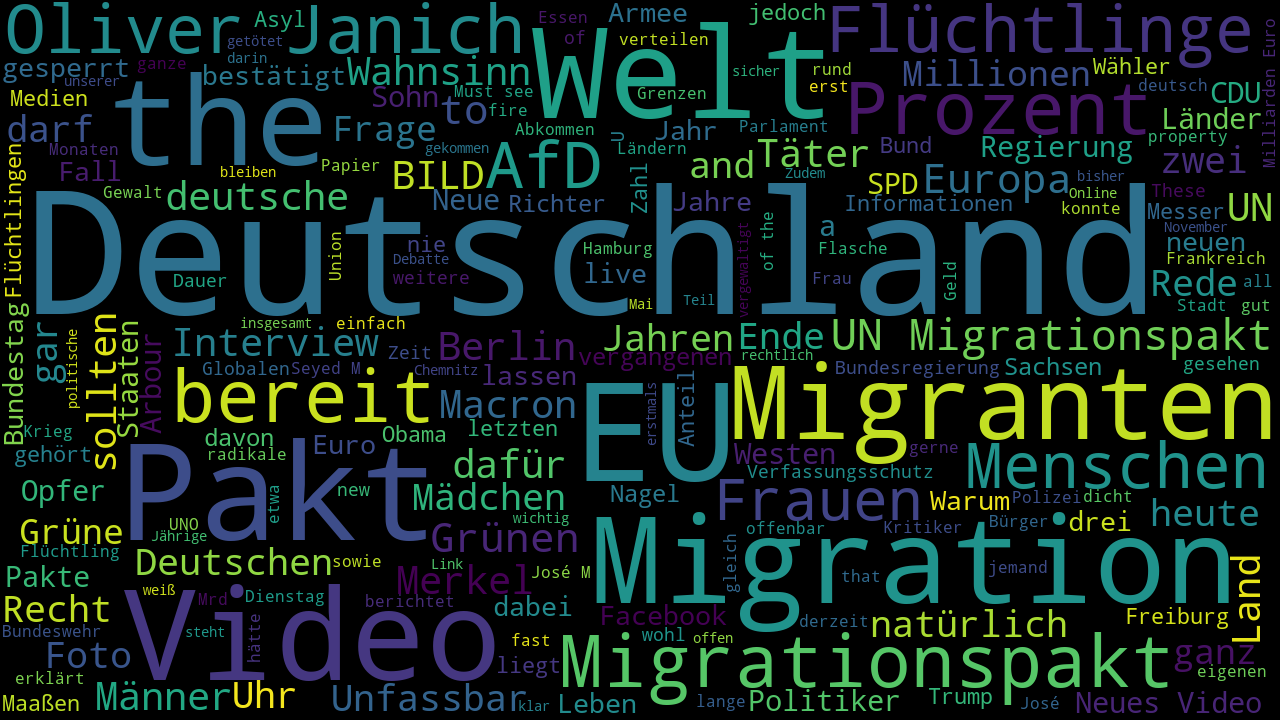 Oliver Janich
Asyl
getötet
darin
Essen
of
Armee
verteilen
jedoch
Flüchtlinge
Milliarden Euro
gesperrt
ganze
unserer
bestätigt
Wahnsinn
Welt
sicher
rund
erst
Millionen
Wähler
deutsch
CDU
Medien
the
Sohn
Must see
to
fire
Grenzen
Prozent
Länder
darf
Frage
Abkommen
U
Jahr
Parlament
property
Monaten
gekommen
Ländern
Bund
Regierung
Fall
Papier
BILD
AfD
Zahl
and
Täter
zudem
zwei
bleiben
SPD
Europa
bisher
Gewalt
deutsche
Neue
Richter
Jahre
Informationen
Online
konnte
These
Messer
UN
November
Flüchtlingen
Deutschland
Union
nie
Debatte
weitere
Hamburg
live
vergewaltigt
of the
a
Flasche
Frau
Geld
neuen
Frankreich
Rede
all
Dauer
Mai
Teil
Stadt
gut
Bundestag
gar
politische
sollten
Staaten
Arbour
insgesamt
einfach
Interview
Zeit
Berlin
vergangenen
Jahren
Ende
rechtlich
UN Migrationspakt
Globalen
Seyed M
Chemnitz
lassen
Bundesregierung
Sachsen
gesehen
bereit
Macron
EU
erstmals
Anteil
Migranten
Krieg
davon
Euro
Obama
letzten
Westen
gerne
gehört
radikale
dafür
Verfassungsschutz
Menschen
Opfer
Pakt
etwa
new
Mädchen
Nagel
Frauen
Warum
Polizei
dicht
Grüne
UNO
Jährige
wichtig
Grünen
offenbar
Kritiker
Bürger
drei
heute
Flüchtling
Deutschen
sowie
Link
José M
Migration
gleich
that
jemand
Land
Pakte
weiß
Merkel
Recht
Video
Mrd
Dienstag
berichtet
dabei
Facebook
derzeit
natürlich
Freiburg
Bundeswehr
steht
hätte
fast
wohl
offen
Foto
liegt
Migrationspakt
ganz
erklärt
eigenen
Maaßen
Männer
Uhr
Unfassbar
klar
Leben
lange
Politiker
Trump
José
Neues Video